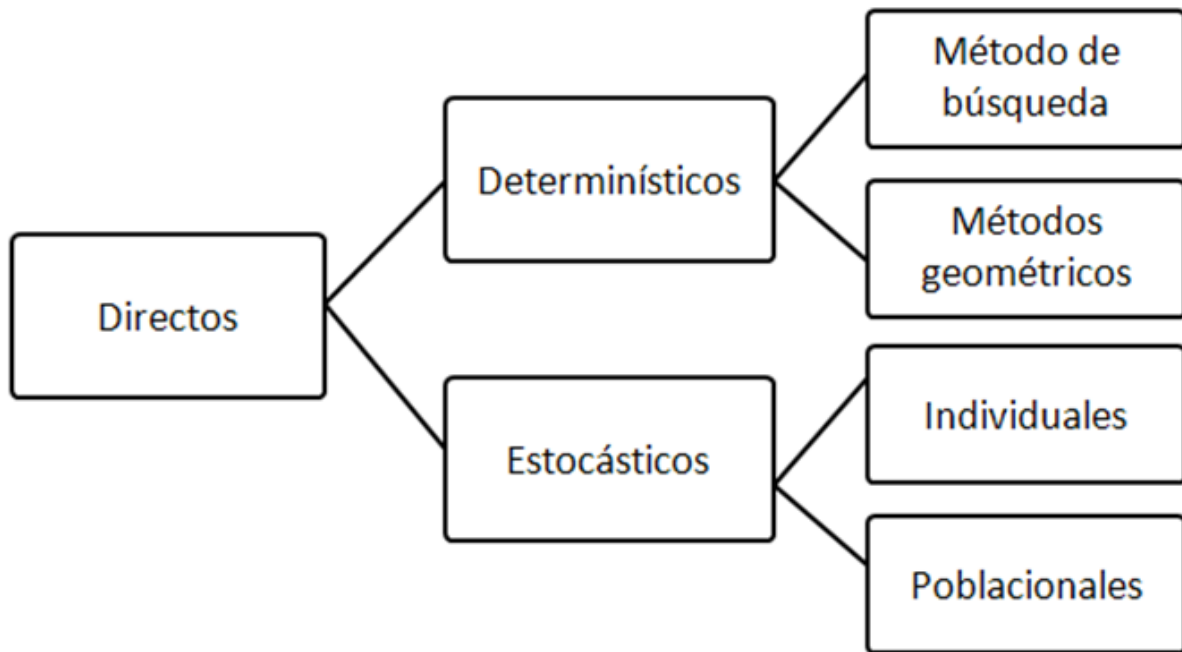 Directos
Determinísticos
Estocásticos
Método de
búsqueda
Métodos
geométricos
Individuales
Poblacionales